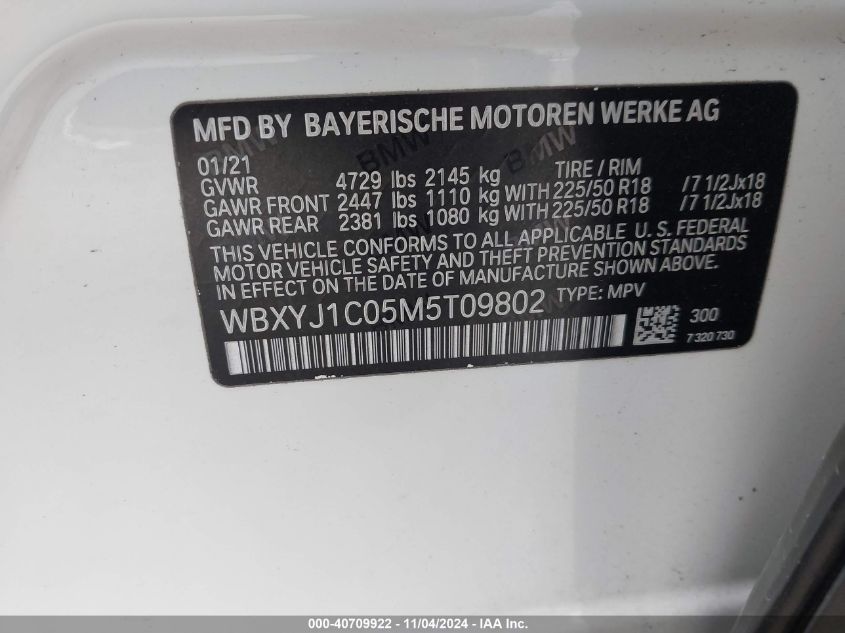 MFD BY BAYERISCHE MOTOREN WERKE AG
01/21 TIRE / RIM
GVWR 4729 lbs 2145 kg
GAWR FRONT 2447 lbs 1110 kg WITH 225/50 R18 /7 1/2Jx18
GAWR REAR 2381 lbs 1080 kg WITH 225/50 R18 /7 1/2Jx18
THIS VEHICLE CONFORMS TO ALL APPLICABLE U. S. FEDERAL
MOTOR VEHICLE SAFETY AND THEFT PREVENTION STANDARDS
IN EFFECT ON THE DATE OF MANUFACTURE SHOWN ABOVE.
WBXYJ1C05M5T09802 TYPE: MPV
300
7 320 730
000-40709922 - 11/04/2024 - IAA Inc.